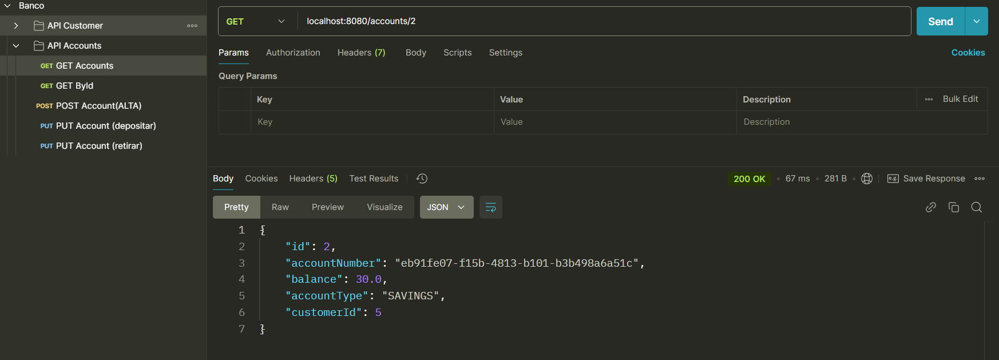 Banco
API Customer
API Accounts
GET GET Accounts
GET GET ById
POST POST Account(ALTA)
PUT PUT Account (depositar)
PUT PUT Account (retirar)
GET localhost:8080/accounts/2 Send
Params Authorization Headers (7) Body Scripts Settings Cookies
Query Params
Key Value Description Bulk Edit
Key Value Description
Body Cookies Headers (5) Test Results 200 OK • 67 ms • 281 B • e.g. Save Response
Pretty Raw Preview Visualize JSON
1 {
2 "id": 2,
3 "accountNumber": "eb91fe07-f15b-4813-b101-b3b498a6a51c",
4 "balance": 30.0,
5 "accountType": "SAVINGS",
6 "customerId": 5
7 }